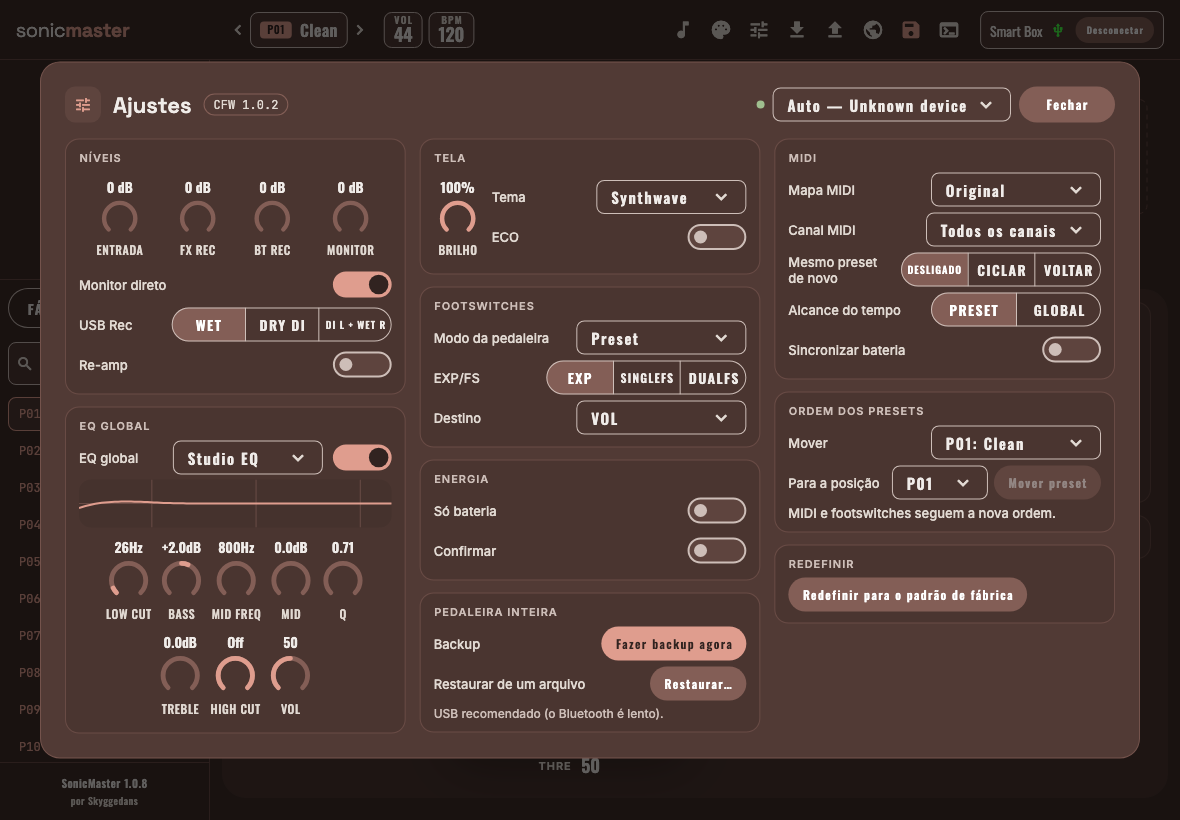 sonicmaster
P01 Clean
VOL
44
BPM
120
Smart Box
Desconectar
Ajustes
CFW 1.0.2
Auto — Unknown device
Fechar
NÍVEIS
0 dB 0 dB 0 dB 0 dB
ENTRADA FX REC BT REC MONITOR
Monitor direto
USB Rec WET DRY DI DI L + WET R
Re-amp
EQ GLOBAL
EQ global Studio EQ
26Hz +2.0dB 800Hz 0.0dB 0.71
LOW CUT BASS MID FREQ MID Q
0.0dB Off 50
TREBLE HIGH CUT VOL
TELA
100%
BRILHO
Tema Synthwave
ECO
FOOTSWITCHES
Modo da pedaleira Preset
EXP/FS EXP SINGLEFS DUALFS
Destino VOL
ENERGIA
Só bateria
Confirmar
PEDALEIRA INTEIRA
Backup Fazer backup agora
Restaurar de um arquivo Restaurar…
USB recomendado (o Bluetooth é lento).
MIDI
Mapa MIDI Original
Canal MIDI Todos os canais
Mesmo preset
de novo
DESLIGADO CICLAR VOLTAR
Alcance do tempo PRESET GLOBAL
Sincronizar bateria
ORDEM DOS PRESETS
Mover P01: Clean
Para a posição P01 Mover preset
MIDI e footswitches seguem a nova ordem.
REDEFINIR
Redefinir para o padrão de fábrica
P01
P02
P03
P04
P05
P06
P07
P08
P09
P10
THRE 50
SonicMaster 1.0.8
por Skyggedans